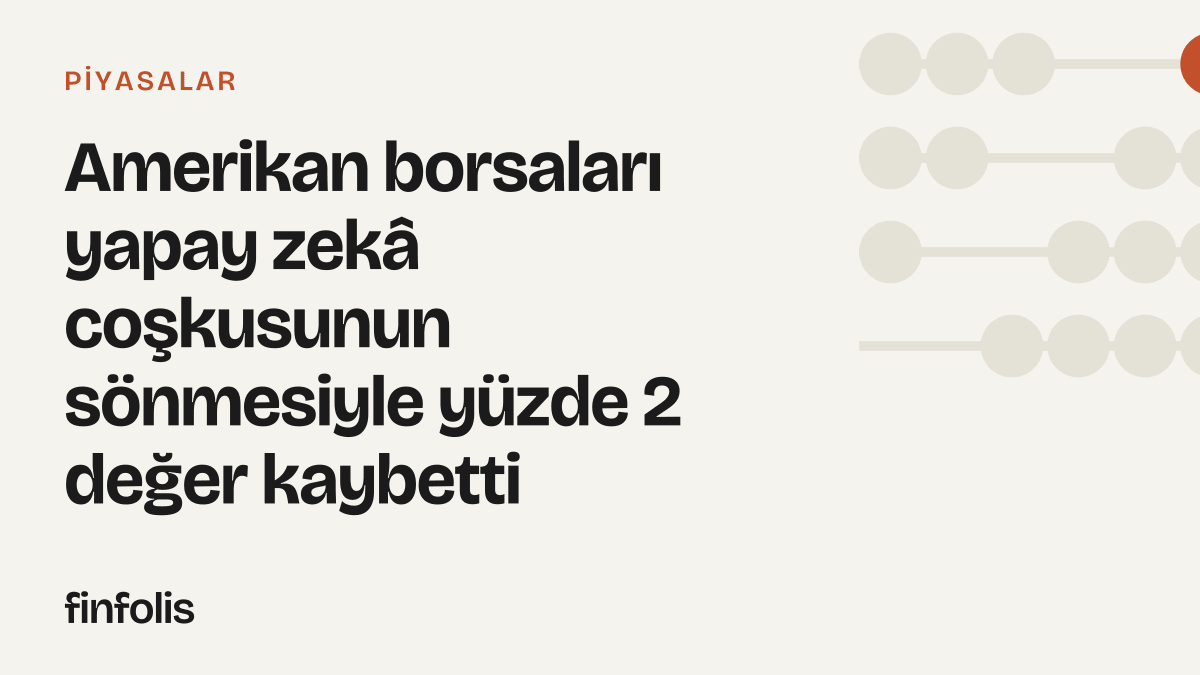 PİYASALAR
Amerikan borsaları
yapay zekâ
coşkusunun
sönmesiyle yüzde 2
değer kaybetti
finfolis